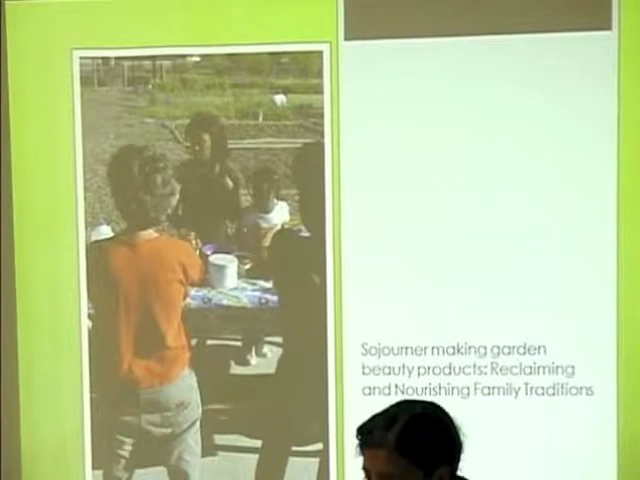 Sojourner making garden
beauty products: Reclaiming
and Nourishing Family Traditions